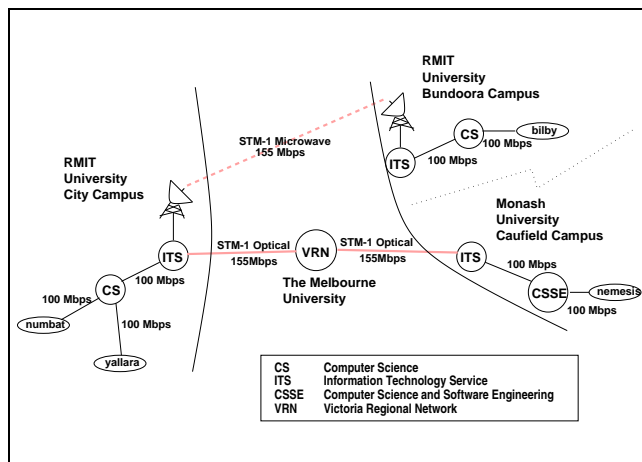 RMIT
University
Bundoora Campus
STM-1 Microwave
155 Mbps
CS
bilby
100 Mbps
100 Mbps
ITS
RMIT
University
City Campus
Monash
University
Caufield Campus
ITS
STM-1 Optical
155Mbps
VRN
STM-1 Optical
155Mbps
ITS
The Melbourne
University
100 Mbps
CS
100 Mbps
100 Mbps
numbat
yallara
100 Mbps
CSSE
nemesis
100 Mbps
CS Computer Science
ITS Information Technology Service
CSSE Computer Science and Software Engineering
VRN Victoria Regional Network